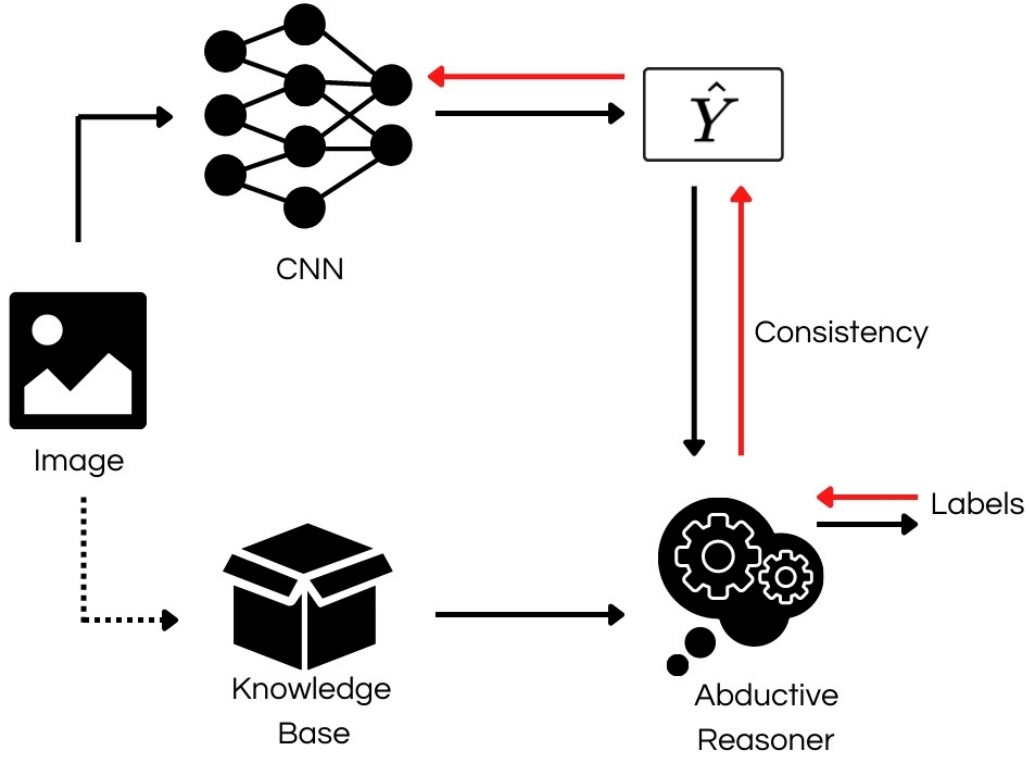 Ŷ
CNN
Consistency
Image
Labels
Knowledge
Base
Abductive
Reasoner